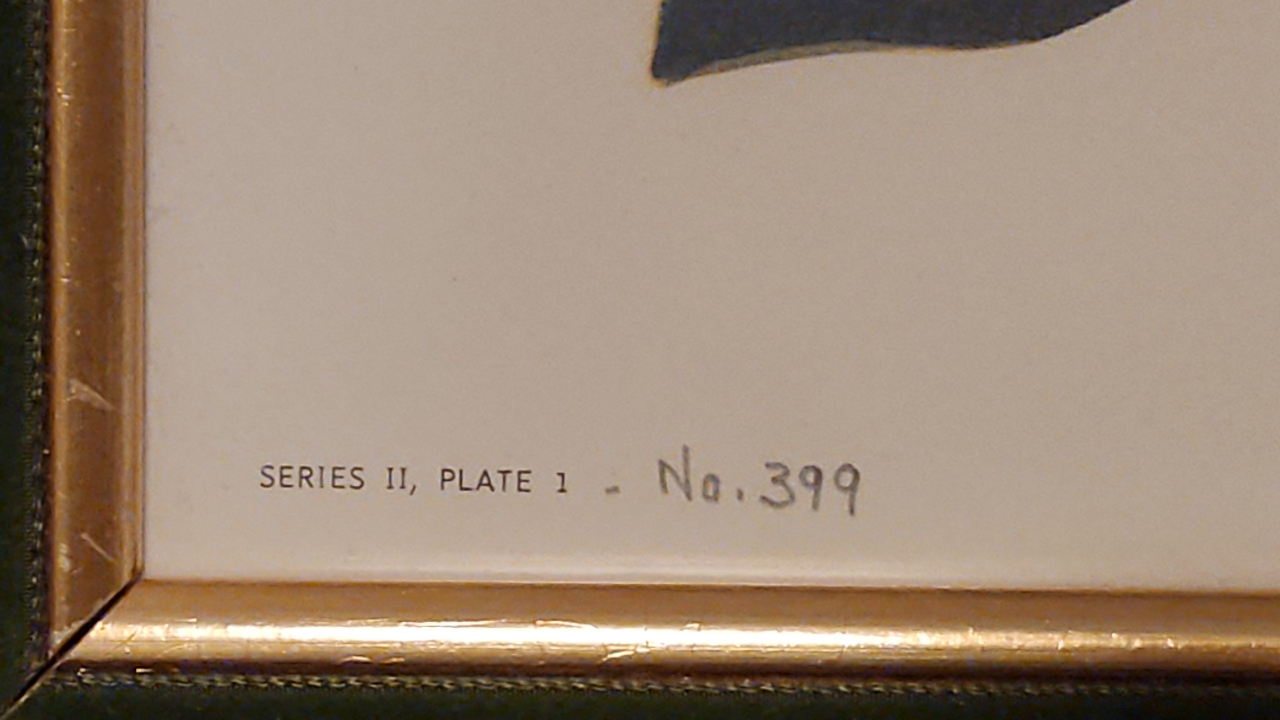 SERIES II, PLATE 1 - No. 399